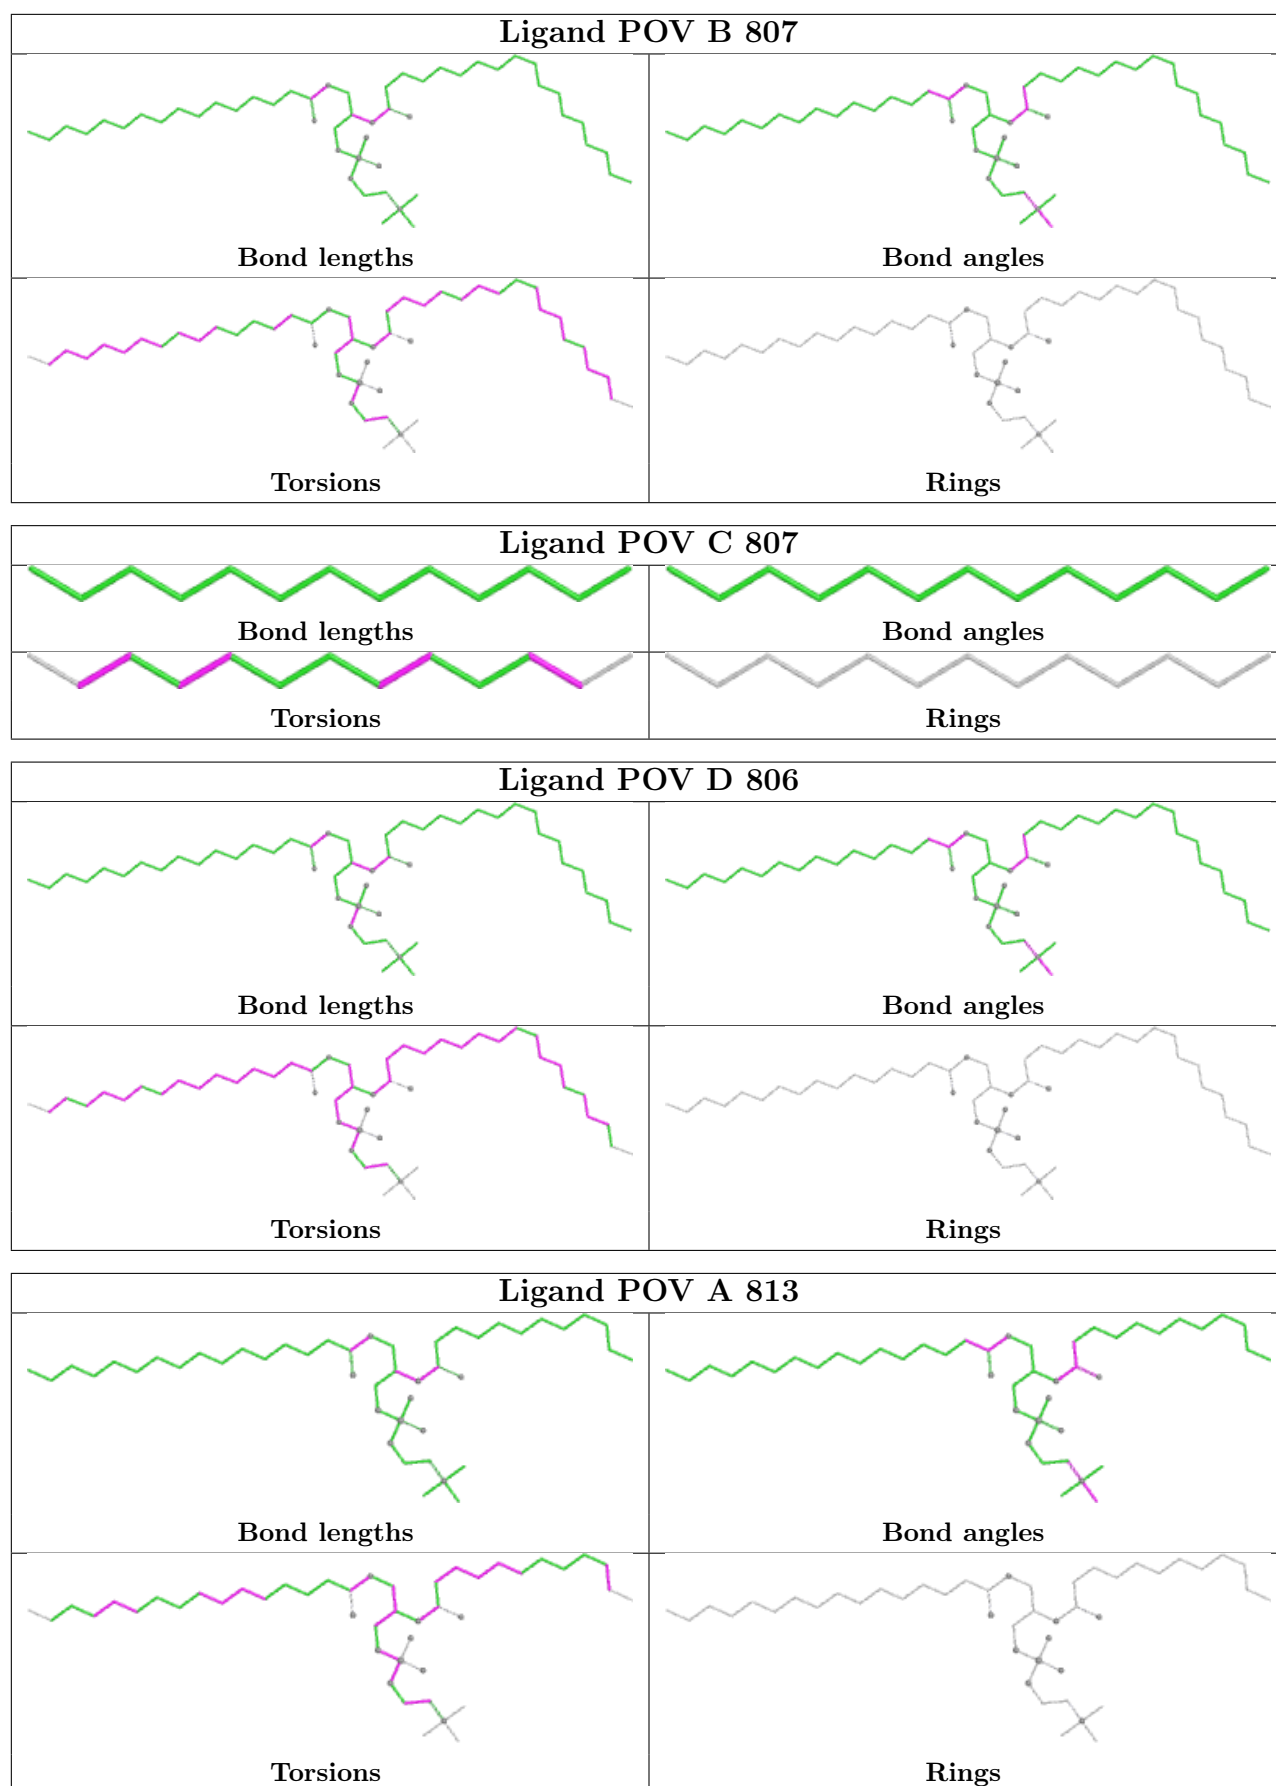 Ligand POV B 807
Bond lengths
Bond angles
Torsions
Rings
Ligand POV C 807
Bond lengths
Bond angles
Torsions
Rings
Ligand POV D 806
Bond lengths
Bond angles
Torsions
Rings
Ligand POV A 813
Bond lengths
Bond angles
Torsions
Rings